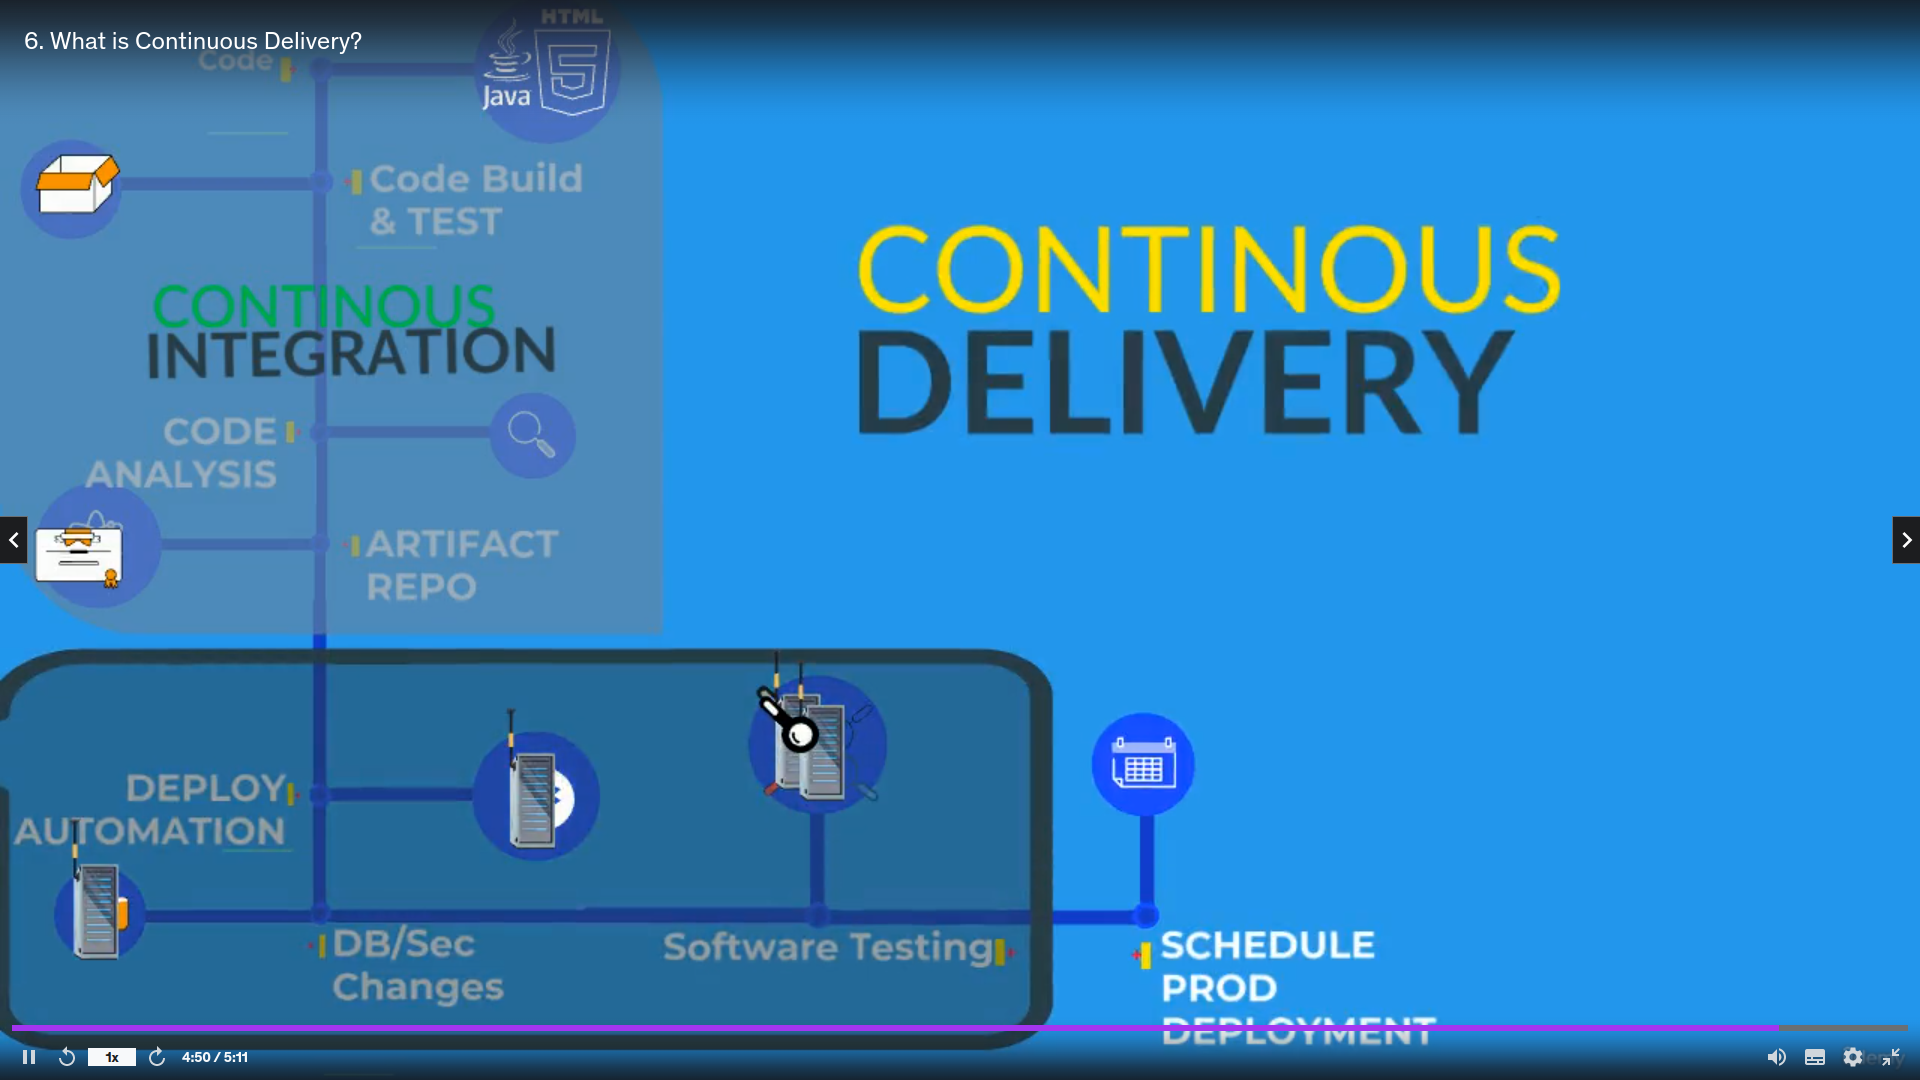 6. What is Continuous Delivery?
HTML
Code
Java
Code Build
& TEST
CONTINOUS
INTEGRATION
CONTINOUS
DELIVERY
CODE
ANALYSIS
ARTIFACT
REPO
DEPLOY
AUTOMATION
DB/Sec
Changes
Software Testing
SCHEDULE
PROD
DEPLOYMENT
1x
4:50 / 5:11